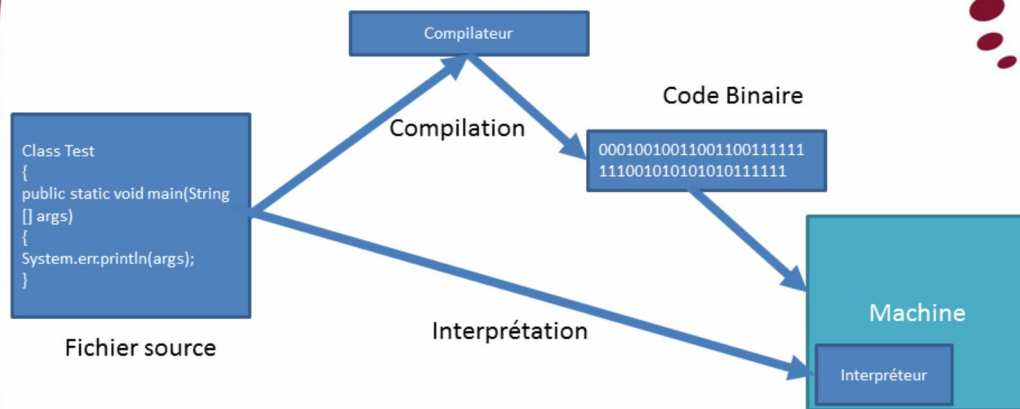 Compilateur
Code Binaire
Compilation
Class Test
{
public static void main(String
[] args)
{
System.err.println(args);
}
00010010011001100111111
111001010101010111111
Machine
Interprétation
Fichier source
Interpréteur